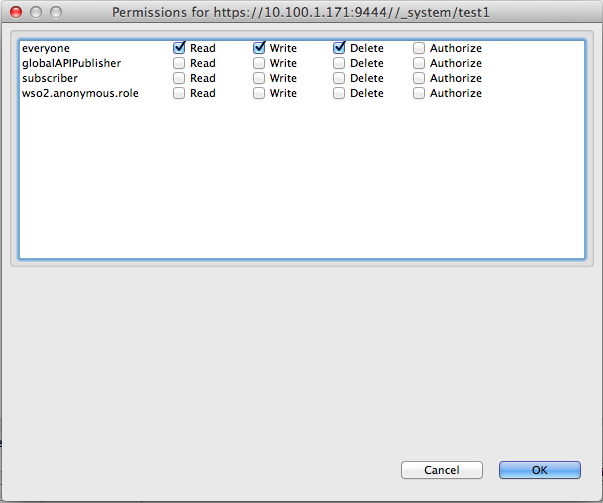 Permissions for https://10.100.1.171:9444//_system/test1
everyone Read Write Delete Authorize
globalAPIPublisher Read Write Delete Authorize
subscriber Read Write Delete Authorize
wso2.anonymous.role Read Write Delete Authorize
Cancel OK